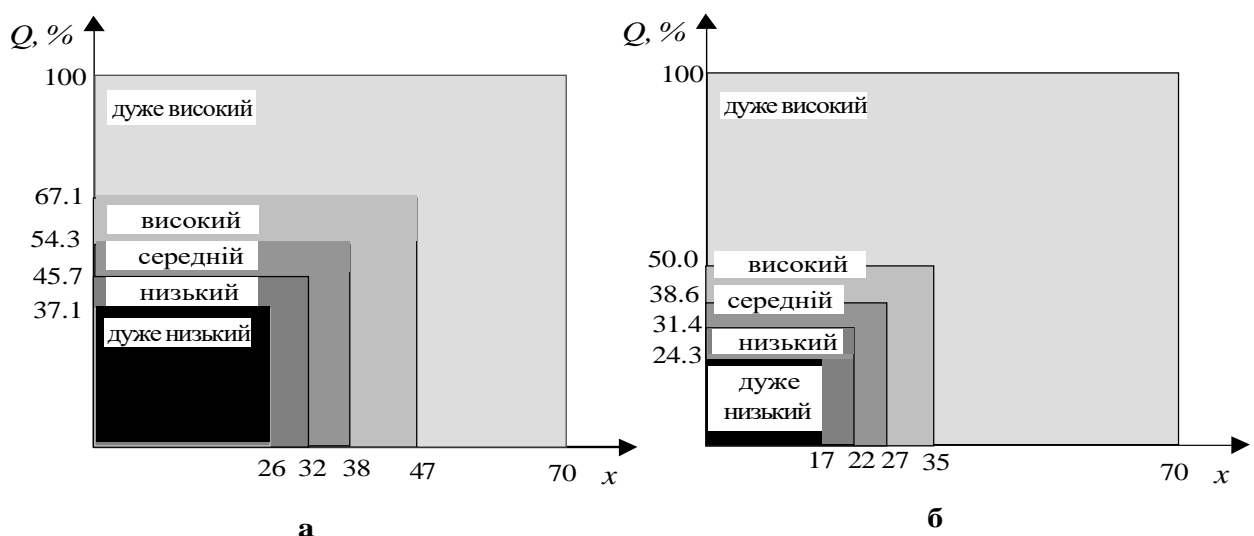 Q, %
100
дуже високий
67.1
високий
54.3
середній
45.7
низький
37.1
дуже низький
26 32 38 47 70 x
а
Q, %
100
дуже високий
50.0
високий
38.6
середній
31.4
низький
24.3
дуже
низький
17 22 27 35 70 x
б